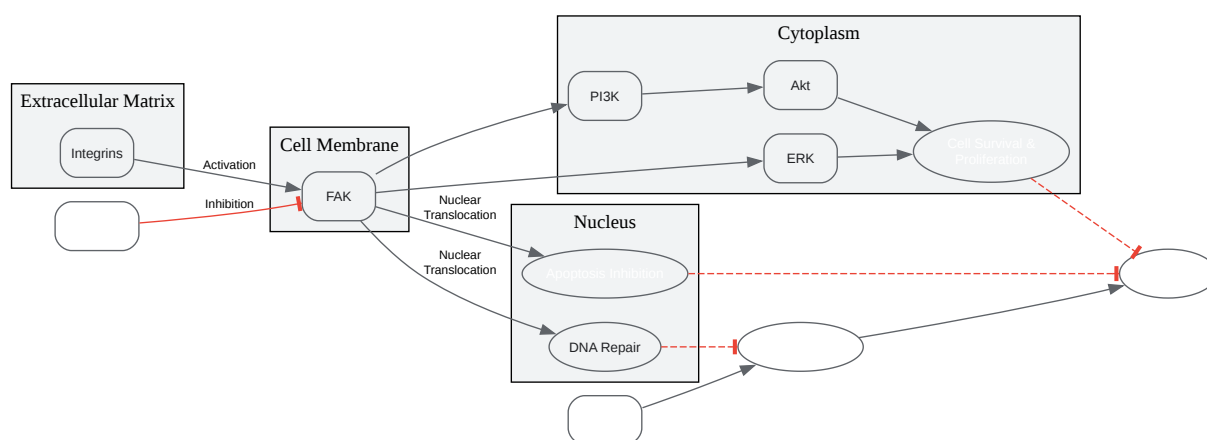 Cytoplasm
PI3K
Akt
ERK
Cell Survival &
Proliferation
Extracellular Matrix
Integrins
Activation
Inhibition
Cell Membrane
FAK
Nuclear
Translocation
Nuclear
Translocation
Nucleus
Apoptosis Inhibition
DNA Repair